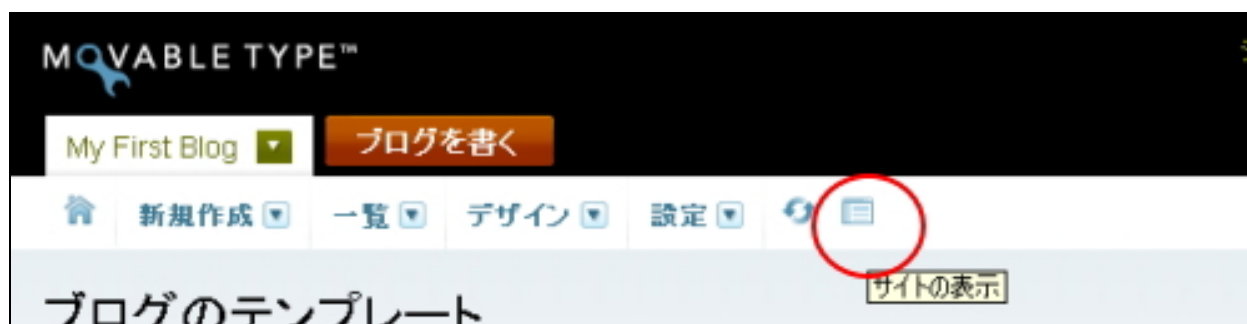 MOVABLE TYPE™
My First Blog ブログを書く
新規作成 一覧 デザイン 設定
サイトの表示
ブログのテンプレート